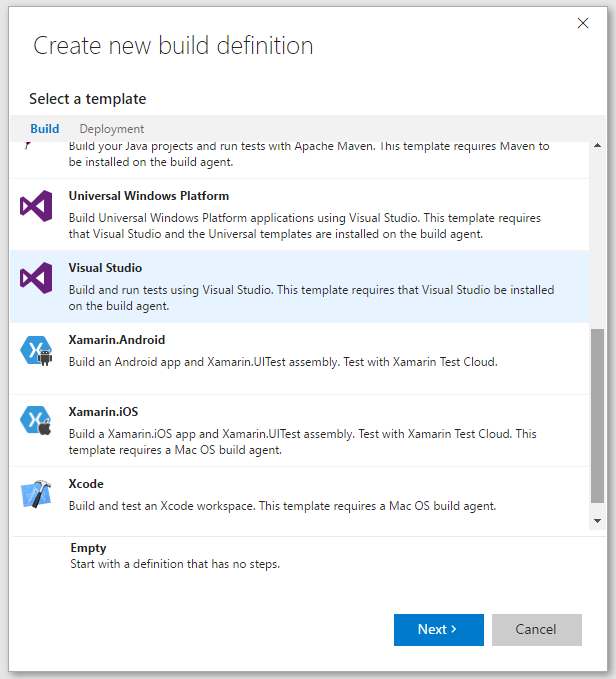 Create new build definition
Select a template
Build Deployment
Build your Java projects and run tests with Apache Maven. This template requires Maven to
be installed on the build agent.
Universal Windows Platform
Build Universal Windows Platform applications using Visual Studio. This template requires
that Visual Studio and the Universal templates are installed on the build agent.
Visual Studio
Build and run tests using Visual Studio. This template requires that Visual Studio be installed
on the build agent.
Xamarin.Android
Build an Android app and Xamarin.UITest assembly. Test with Xamarin Test Cloud.
Xamarin.iOS
Build a Xamarin.iOS app and Xamarin.UITest assembly. Test with Xamarin Test Cloud. This
template requires a Mac OS build agent.
Xcode
Build and test an Xcode workspace. This template requires a Mac OS build agent.
Empty
Start with a definition that has no steps.
Next > Cancel